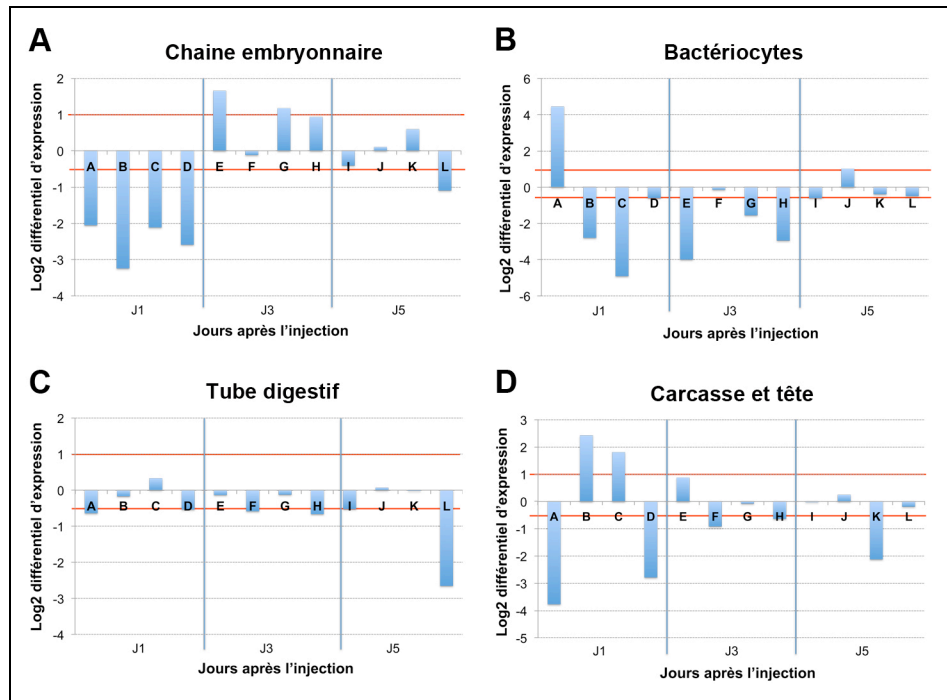 A
Chaine embryonnaire
Log2 différentiel d'expression
2
1
0
-1
-2
-3
-4
A B C D E F G H I J K L
J1 J3 J5
Jours après l'injection
B
Bactériocytes
Log2 différentiel d'expression
6
4
2
0
-2
-4
-6
A B C D E F G H I J K L
J1 J3 J5
Jours après l'injection
C
Tube digestif
Log2 différentiel d'expression
2
1
0
-1
-2
-3
-4
A B C D E F G H I J K L
J1 J3 J5
Jours après l'injection
D
Carcasse et tête
Log2 différentiel d'expression
3
2
1
0
-1
-2
-3
-4
-5
A B C D E F G H I J K L
J1 J3 J5
Jours après l'injection